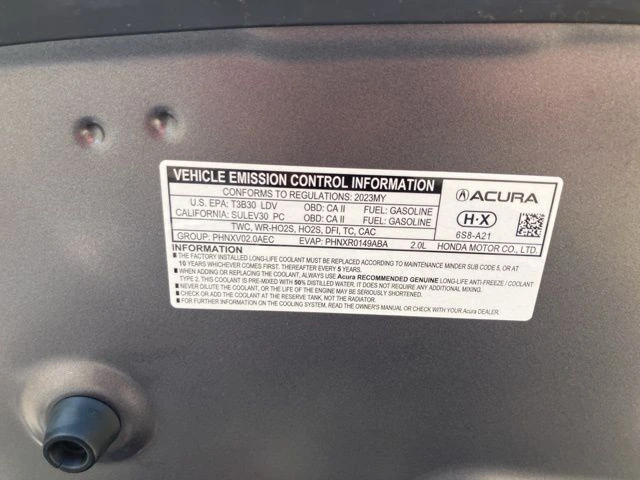 VEHICLE EMISSION CONTROL INFORMATION
CONFORMS TO REGULATIONS: 2023MY
U.S. EPA: T3B30 LDV OBD: CA II FUEL: GASOLINE
CALIFORNIA: SULEV30 PC OBD: CA II FUEL: GASOLINE
TWC, WR-HO2S, HO2S, DFI, TC, CAC
GROUP: PHNXV02.0AEC EVAP: PHNXR0149ABA 2.0L
ACURA
H·X
6S8-A21
HONDA MOTOR CO., LTD.
INFORMATION
■ THE FACTORY INSTALLED LONG-LIFE COOLANT MUST BE REPLACED ACCORDING TO MAINTENANCE MINDER SUB CODE 5, OR AT
10 YEARS WHICHEVER COMES FIRST. THEREAFTER EVERY 5 YEARS.
■ WHEN ADDING OR REPLACING COOLANT, ALWAYS USE Acura RECOMMENDED GENUINE LONG-LIFE ANTI-FREEZE / COOLANT
TYPE 2. THIS COOLANT IS PRE-MIXED WITH 50% DISTILLED WATER. IT DOES NOT REQUIRE ANY ADDITIONAL MIXING.
■ NEVER DILUTE THE COOLANT, OR THE LIFE OF THE ENGINE MAY BE SERIOUSLY SHORTENED.
■ CHECK OR ADD THE COOLANT AT THE RESERVE TANK, NOT THE RADIATOR.
■ FOR FURTHER INFORMATION ON THE COOLING SYSTEM, READ THE OWNER'S MANUAL OR CHECK WITH YOUR Acura DEALER.